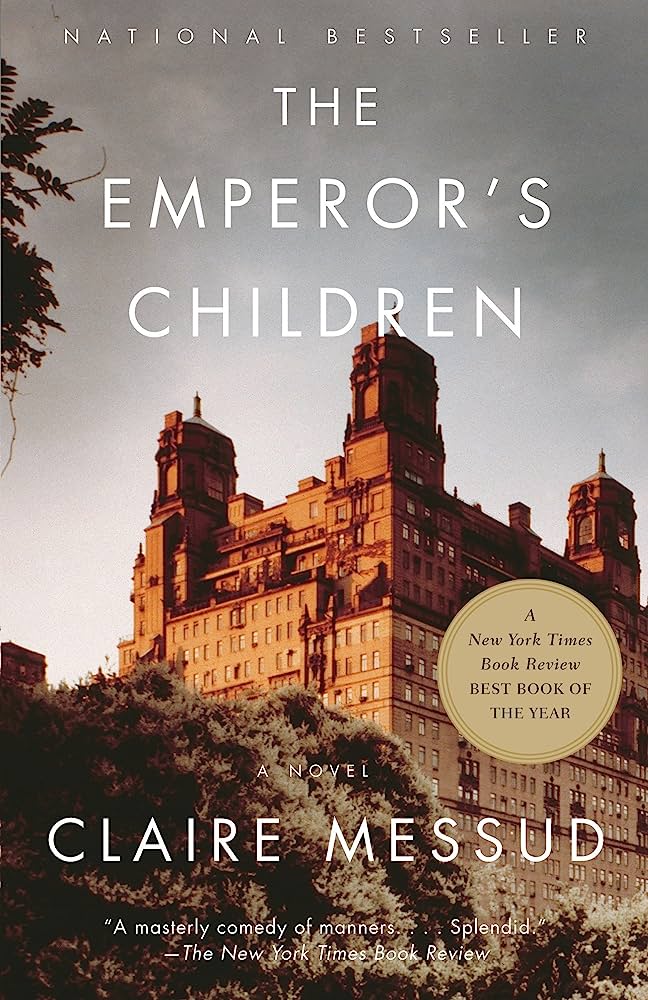 NATIONAL BESTSELLER
THE
EMPEROR'S
CHILDREN
A
New York Times
Book Review
BEST BOOK OF
THE YEAR
A NOVEL
CLAIRE MESSUD
“A masterly comedy of manners. . . . Splendid.”
—The New York Times Book Review